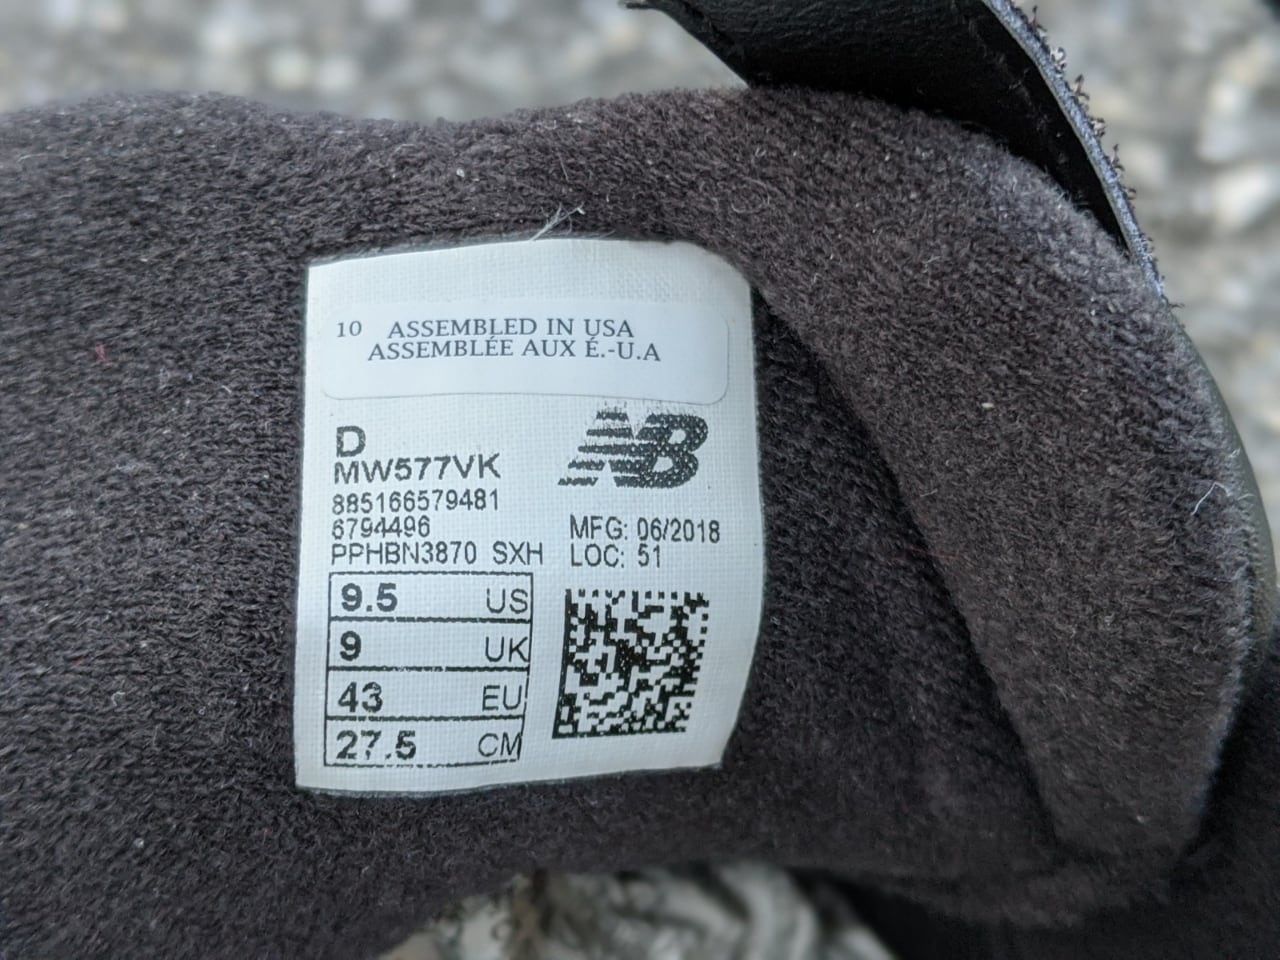 10 ASSEMBLED IN USA
ASSEMBLÉE AUX É.-U.A
D
MW577VK
NB
885166579481
6794496
PPHBN3870 SXH
MFG: 06/2018
LOC: 51
9.5 US
9 UK
43 EU
27.5 CM